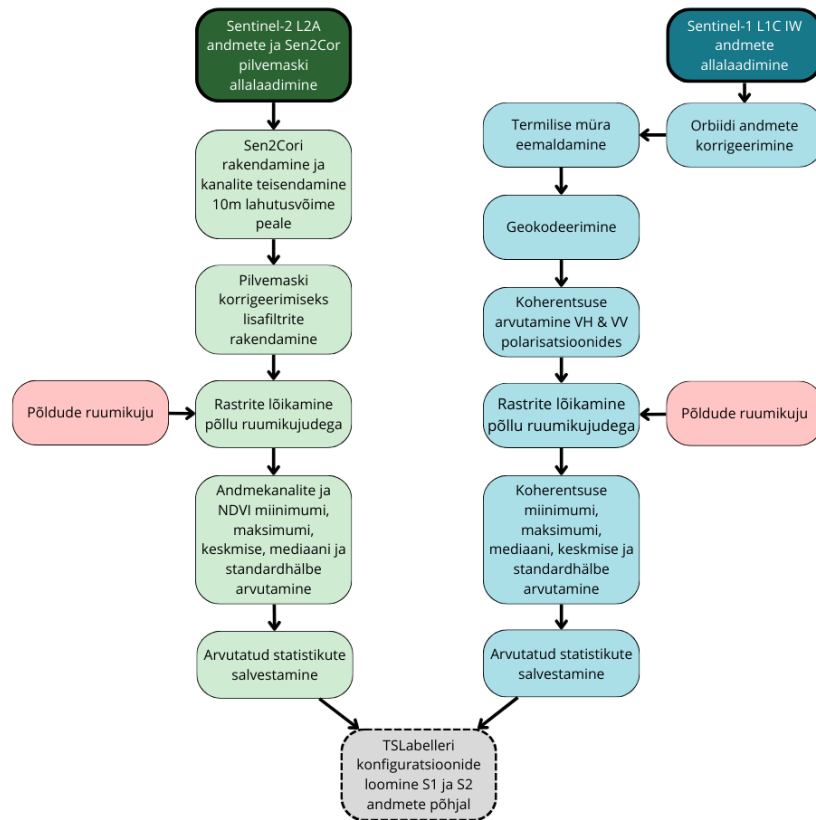 Sentinel-2 L2A
andmete ja Sen2Cor
pilvemaski
allalaadimine
Sen2Cori
rakendamine ja
kanalite teisendamine
10m lahutusvõime
peale
Pilvemaski
korrigeerimiseks
lisafiltrite
rakendamine
Põldude ruumikuju
Rastrite lõikamine
põllu ruumikujudega
Andmekanalite ja
NDVI miinimumi,
maksimumi,
keskmise, mediaani ja
standardhälbe
arvutamine
Arvutatud statistikute
salvestamine
Sentinel-1 L1C IW
andmete
allalaadimine
Orbiidi andmete
korrigeerimine
Termilise müra
eemaldamine
Geokodeerimine
Koherentsuse
arvutamine VH & VV
polarisatsioonides
Rastrite lõikamine
põllu ruumikujudega
Põldude ruumikuju
Koherentsuse
miinimumi,
maksimumi,
mediaani, keskmise ja
standardhälbe
arvutamine
Arvutatud statistikute
salvestamine
TSLabelleri
konfiguratsioonide
loomine S1 ja S2
andmete põhjal